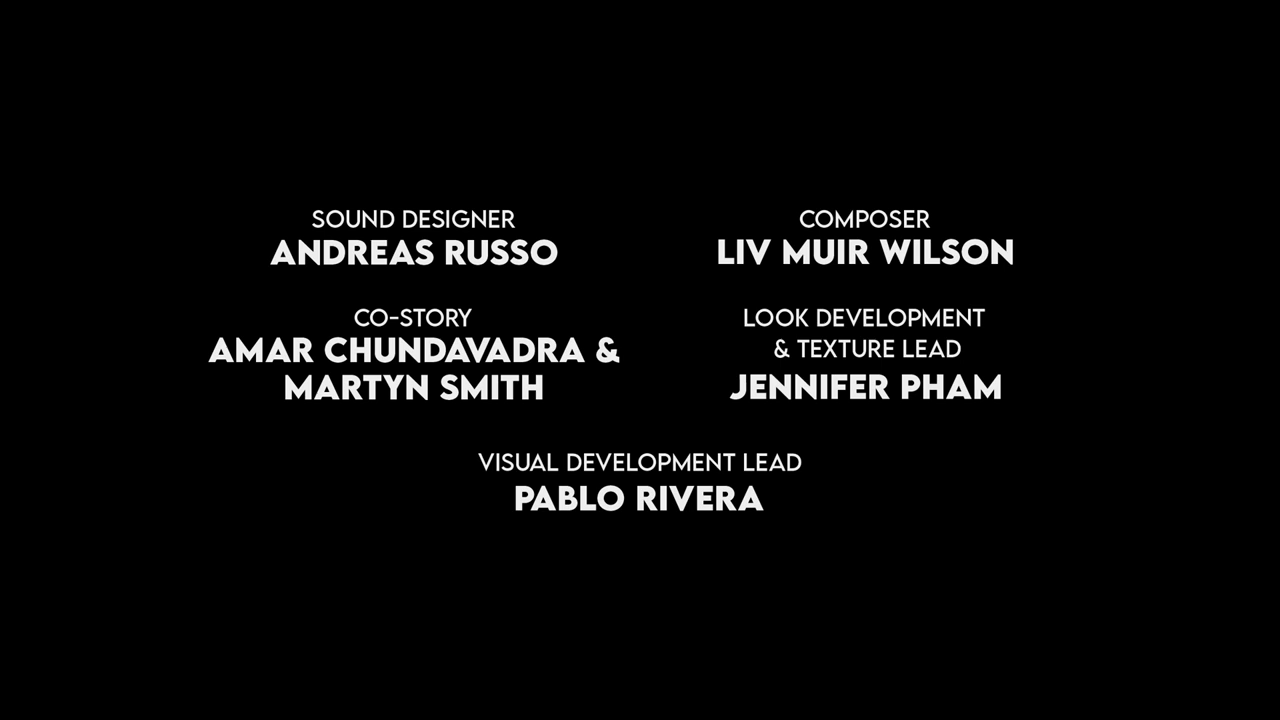 SOUND DESIGNER
ANDREAS RUSSO
COMPOSER
LIV MUIR WILSON
CO-STORY
AMAR CHUNDAVADRA &
MARTYN SMITH
LOOK DEVELOPMENT
& TEXTURE LEAD
JENNIFER PHAM
VISUAL DEVELOPMENT LEAD
PABLO RIVERA